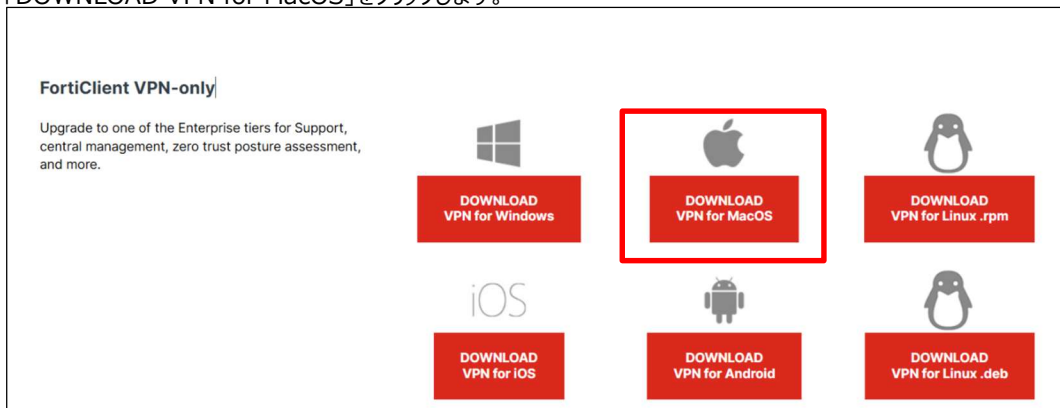 「DOWNLOAD VPN for MacOS」をクリックします。
FortiClient VPN-only
Upgrade to one of the Enterprise tiers for Support,
central management, zero trust posture assessment,
and more.
DOWNLOAD
VPN for Windows
DOWNLOAD
VPN for MacOS
DOWNLOAD
VPN for Linux .rpm
iOS
DOWNLOAD
VPN for iOS
DOWNLOAD
VPN for Android
DOWNLOAD
VPN for Linux .deb